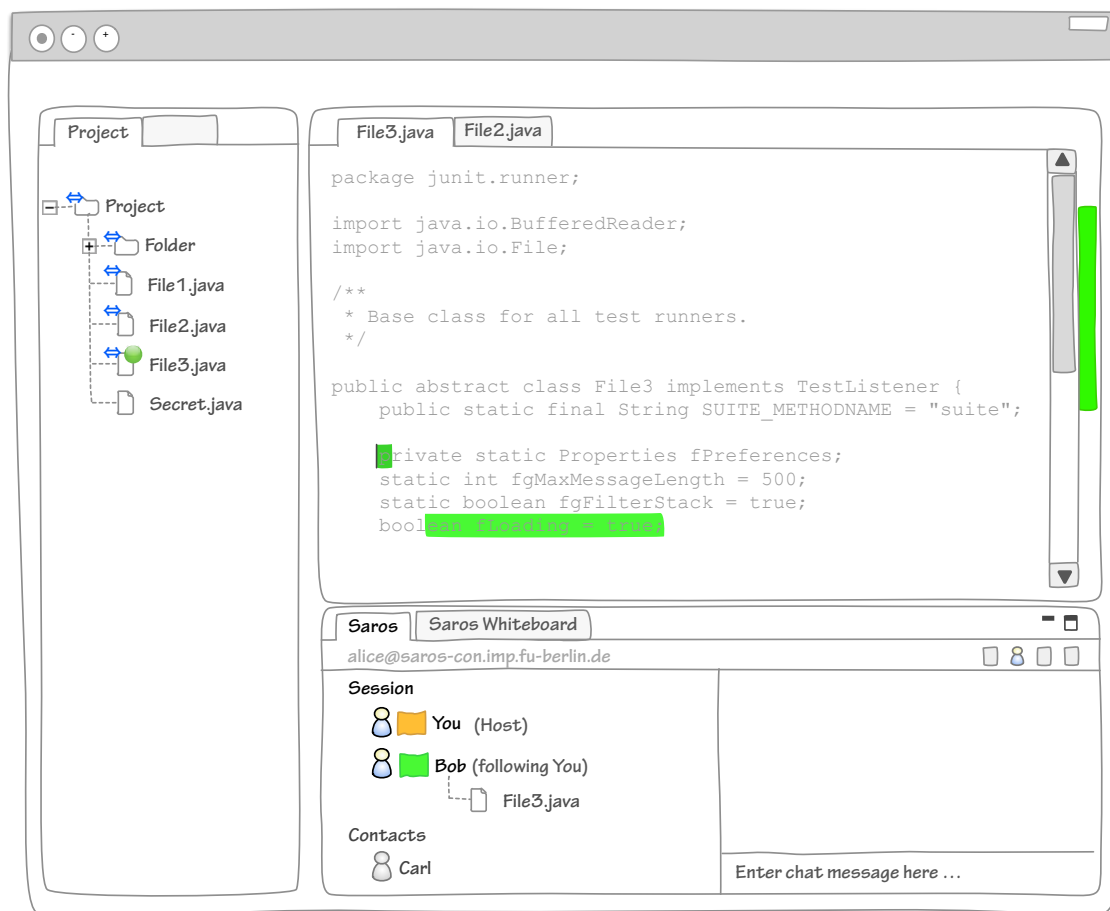 Project
Project
Folder
File1.java
File2.java
File3.java
Secret.java
File3.java
File2.java
package junit.runner;
import java.io.BufferedReader;
import java.io.File;
/**
* Base class for all test runners.
*/
public abstract class File3 implements TestListener {
public static final String SUITE_METHODNAME = "suite";
private static Properties fPreferences;
static int fgMaxMessageLength = 500;
static boolean fgFilterStack = true;
boolean fLoading = true;
Saros
Saros Whiteboard
alice@saros-con.imp.fu-berlin.de
Session
You (Host)
Bob (following You)
File3.java
Contacts
Carl
Enter chat message here ...